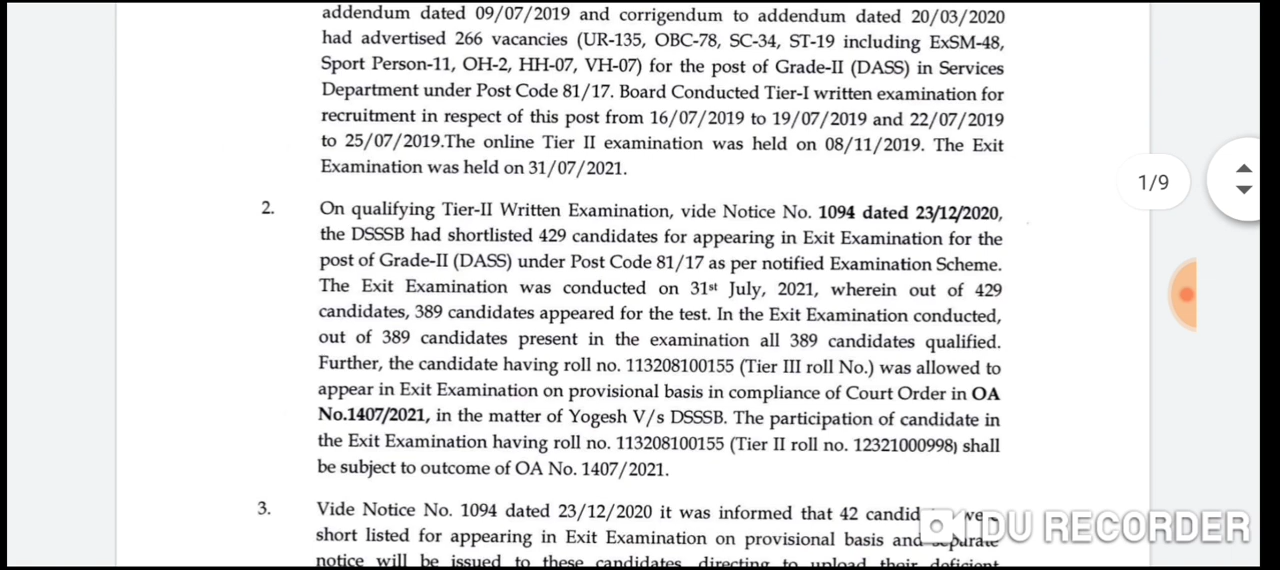 addendum dated 09/07/2019 and corrigendum to addendum dated 20/03/2020
had advertised 266 vacancies (UR-135, OBC-78, SC-34, ST-19 including ExSM-48,
Sport Person-11, OH-2, HH-07, VH-07) for the post of Grade-II (DASS) in Services
Department under Post Code 81/17. Board Conducted Tier-I written examination for
recruitment in respect of this post from 16/07/2019 to 19/07/2019 and 22/07/2019
to 25/07/2019.The online Tier II examination was held on 08/11/2019. The Exit
Examination was held on 31/07/2021.
1/9
2. On qualifying Tier-II Written Examination, vide Notice No. 1094 dated 23/12/2020,
the DSSSB had shortlisted 429 candidates for appearing in Exit Examination for the
post of Grade-II (DASS) under Post Code 81/17 as per notified Examination Scheme.
The Exit Examination was conducted on 31st July, 2021, wherein out of 429
candidates, 389 candidates appeared for the test. In the Exit Examination conducted,
out of 389 candidates present in the examination all 389 candidates qualified.
Further, the candidate having roll no. 113208100155 (Tier III roll No.) was allowed to
appear in Exit Examination on provisional basis in compliance of Court Order in OA
No.1407/2021, in the matter of Yogesh V/s DSSSB. The participation of candidate in
the Exit Examination having roll no. 113208100155 (Tier II roll no. 12321000998) shall
be subject to outcome of OA No. 1407/2021.
3. Vide Notice No. 1094 dated 23/12/2020 it was informed that 42
short listed for appearing in Exit Examination on provisional basis and
notice will be issued to these candidates directing to upload their deficient
DU RECORDER